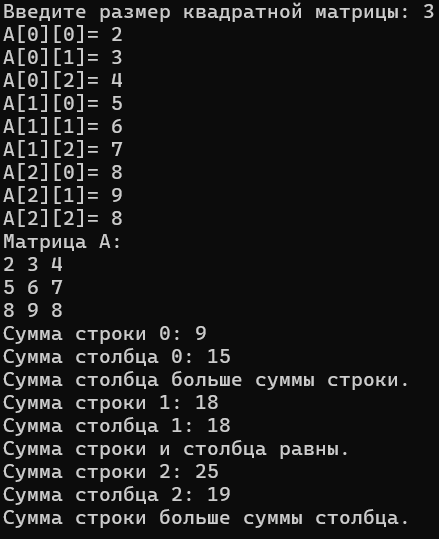 Введите размер квадратной матрицы: 3
A[0][0]= 2
A[0][1]= 3
A[0][2]= 4
A[1][0]= 5
A[1][1]= 6
A[1][2]= 7
A[2][0]= 8
A[2][1]= 9
A[2][2]= 8
Матрица A:
2 3 4
5 6 7
8 9 8
Сумма строки 0: 9
Сумма столбца 0: 15
Сумма столбца больше суммы строки.
Сумма строки 1: 18
Сумма столбца 1: 18
Сумма строки и столбца равны.
Сумма строки 2: 25
Сумма столбца 2: 19
Сумма строки больше суммы столбца.